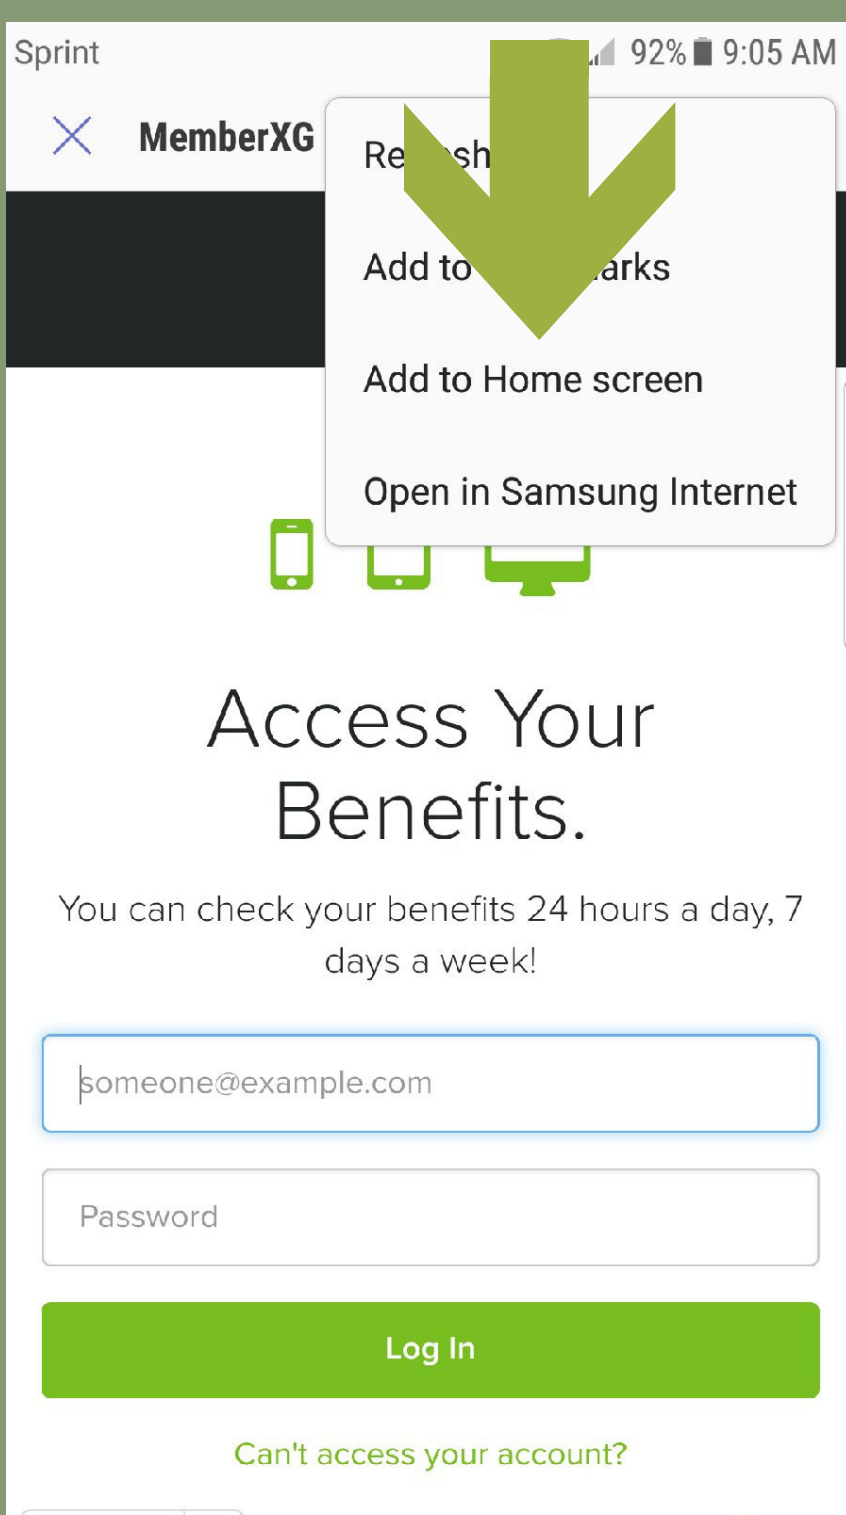 Sprint 92% 9:05 AM
MemberXG
Add to
Add to Home screen
Open in Samsung Internet
Access Your
Benefits.
You can check your benefits 24 hours a day, 7
days a week!
someone@example.com
Password
Log In
Can't access your account?